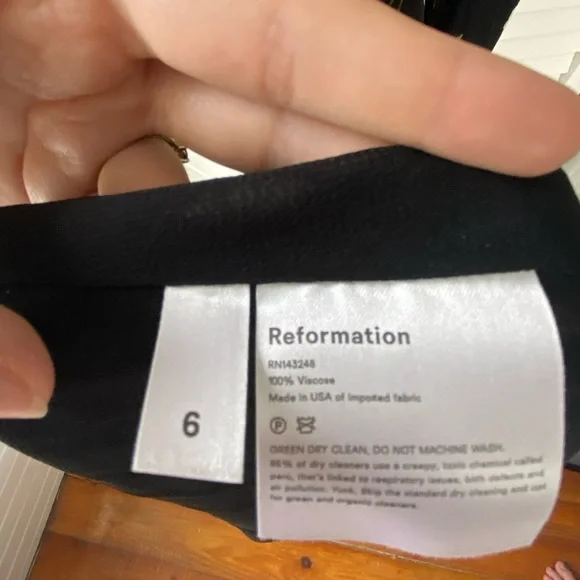 Reformation
RN143248
100% Viscose
Made in USA of imported fabric
6
P
GREEN DRY CLEAN, DO NOT MACHINE WASH.
85% of dry cleaners use a creepy, toxic chemical called
perc, that's linked to respiratory issues, birth defects and
air pollution. Yuck. Skip the standard dry cleaning and opt
for green and organic cleaners.